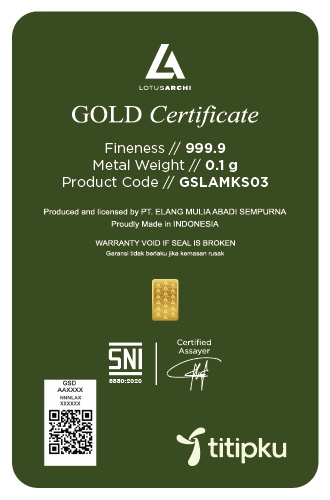 LOTUSARCHI
GOLD Certificate
Fineness // 999.9
Metal Weight // 0.1 g
Product Code // GSLAMKS03
Produced and licensed by PT. ELANG MULIA ABADI SEMPURNA
Proudly Made in INDONESIA
WARRANTY VOID IF SEAL IS BROKEN
Garansi tidak berlaku jika kemasan rusak
SNI
8880:2020
Certified
Assayer
GSD
AAXXXX
NNNLAX
XXXXXX
titipku